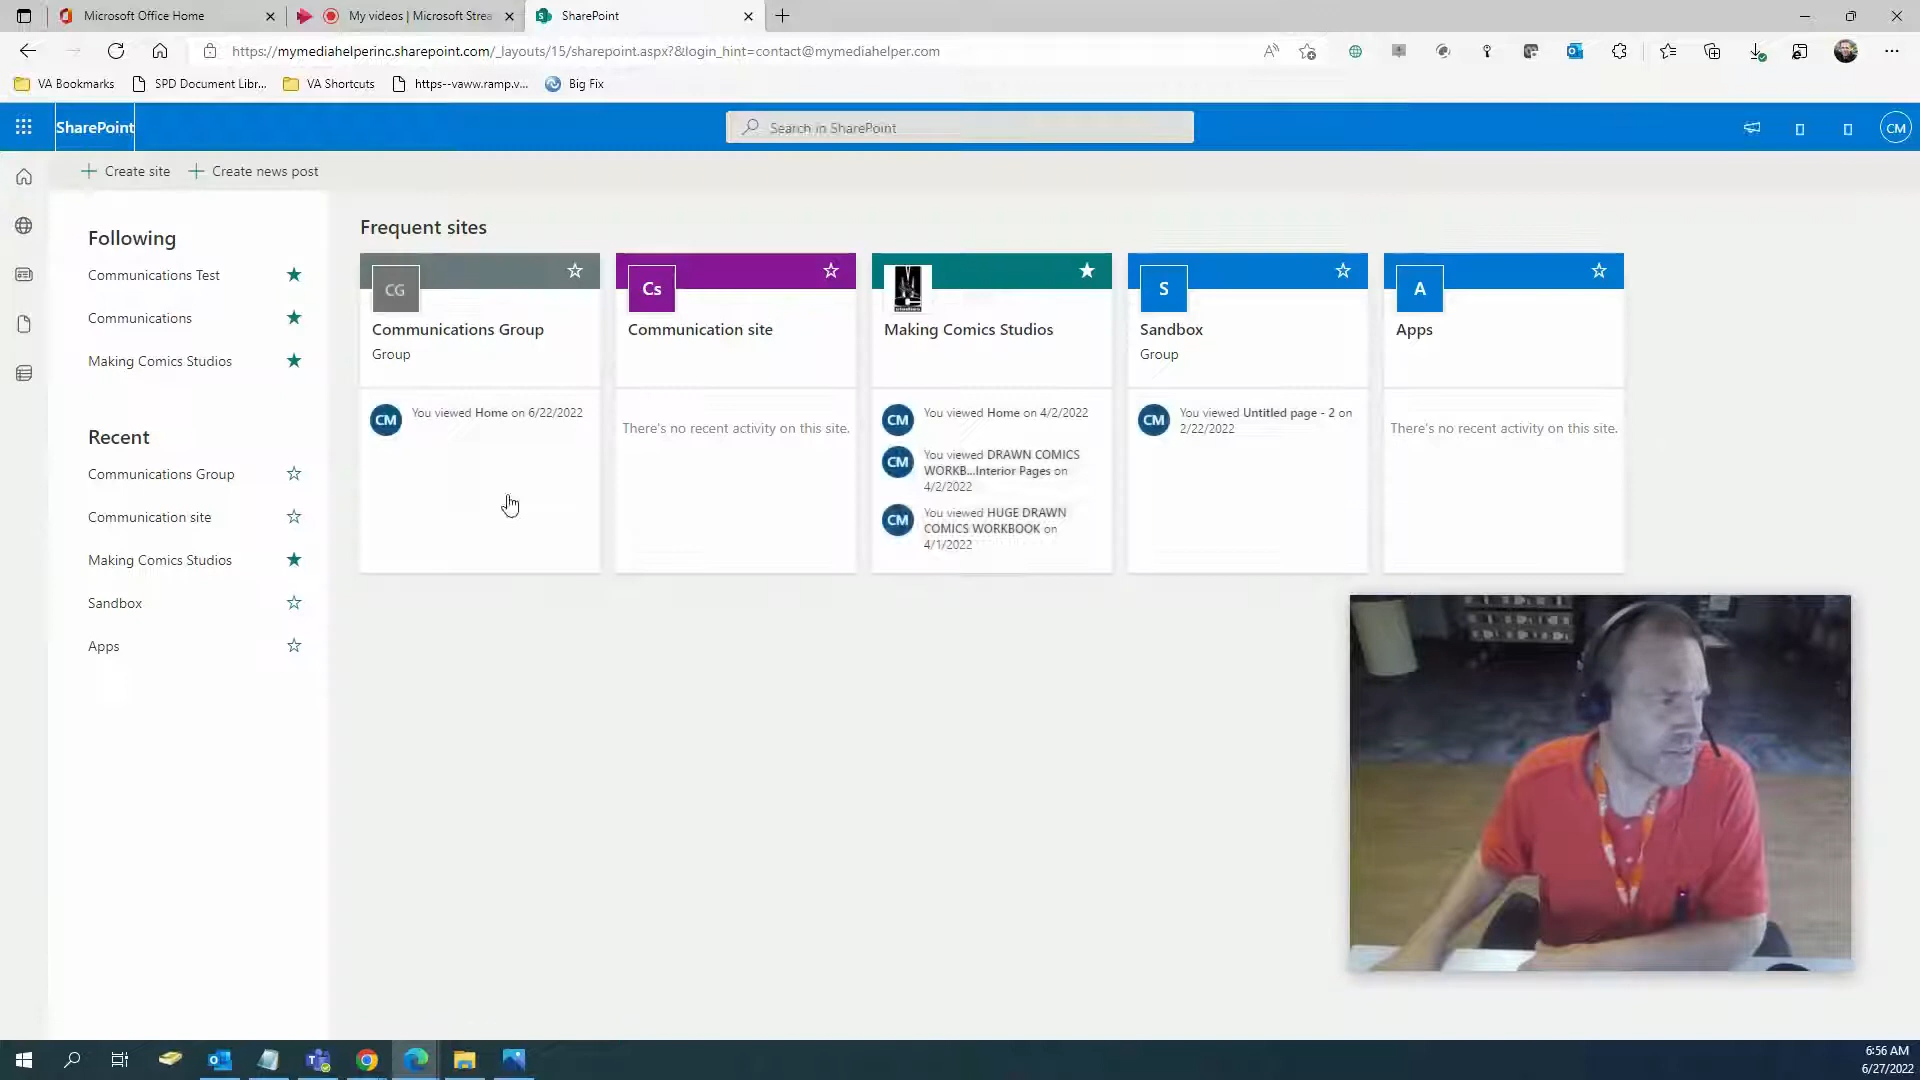 Microsoft Office Home
My videos | Microsoft Strea
SharePoint
https://mymediahelperinc.sharepoint.com/_layouts/15/sharepoint.aspx?&login_hint=contact@mymediahelper.com
VA Bookmarks
SPD Document Libr...
VA Shortcuts
https--vaww.ramp.v...
Big Fix
SharePoint
Search in SharePoint
CM
Create site
Create news post
Following
Communications Test
Communications
Making Comics Studios
Recent
Communications Group
Communication site
Making Comics Studios
Sandbox
Apps
Frequent sites
CG
Communications Group
Group
CM
You viewed Home on 6/22/2022
Cs
Communication site
There's no recent activity on this site.
Making Comics Studios
CM
You viewed Home on 4/2/2022
CM
You viewed DRAWN COMICS
WORKB...Interior Pages on
4/2/2022
CM
You viewed HUGE DRAWN
COMICS WORKBOOK on
4/1/2022
S
Sandbox
Group
CM
You viewed Untitled page - 2 on
2/22/2022
A
Apps
There's no recent activity on this site.
6:56 AM
6/27/2022